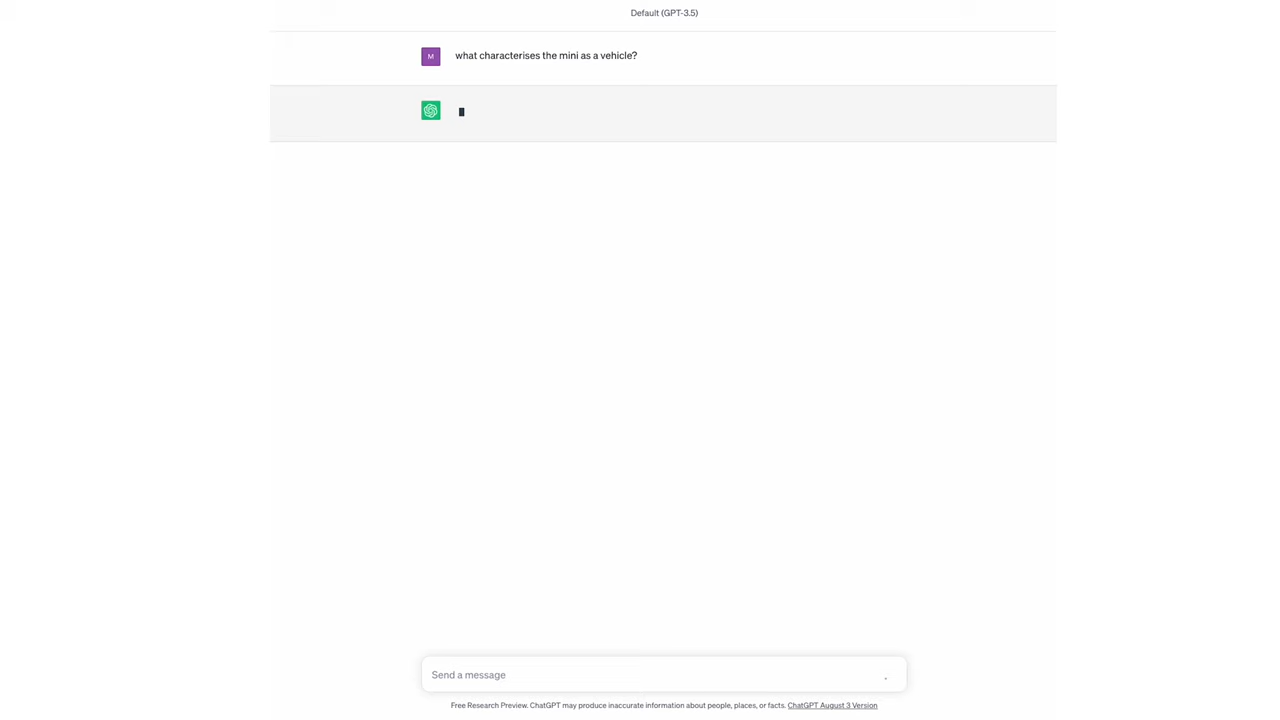 Default (GPT-3.5)
M
what characterises the mini as a vehicle?
Send a message
Free Research Preview. ChatGPT may produce inaccurate information about people, places, or facts. ChatGPT August 3 Version